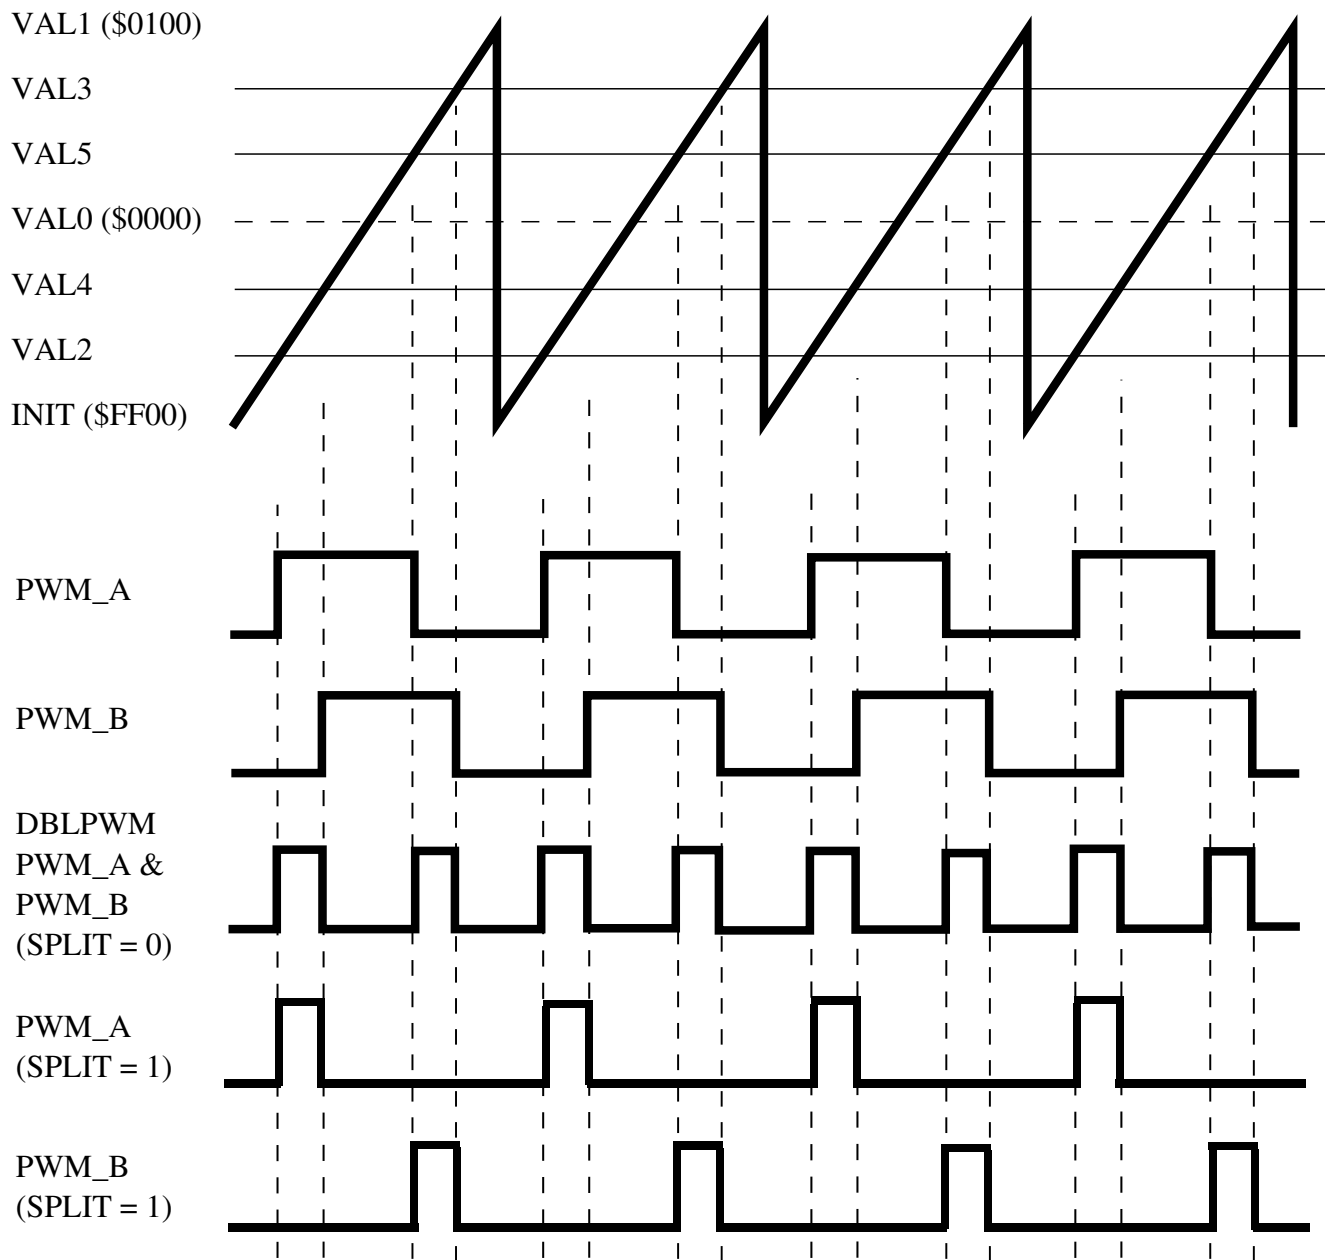 VAL1 ($0100)
VAL3
VAL5
VAL0 ($0000)
VAL4
VAL2
INIT ($FF00)
PWM_A
PWM_B
DBLPWM
PWM_A &
PWM_B
(SPLIT = 0)
PWM_A
(SPLIT = 1)
PWM_B
(SPLIT = 1)